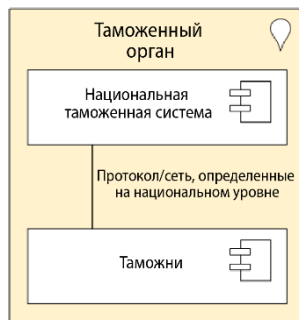 Таможенный
орган
Национальная
таможенная система
Протокол/сеть, определенные
на национальном уровне
Таможни